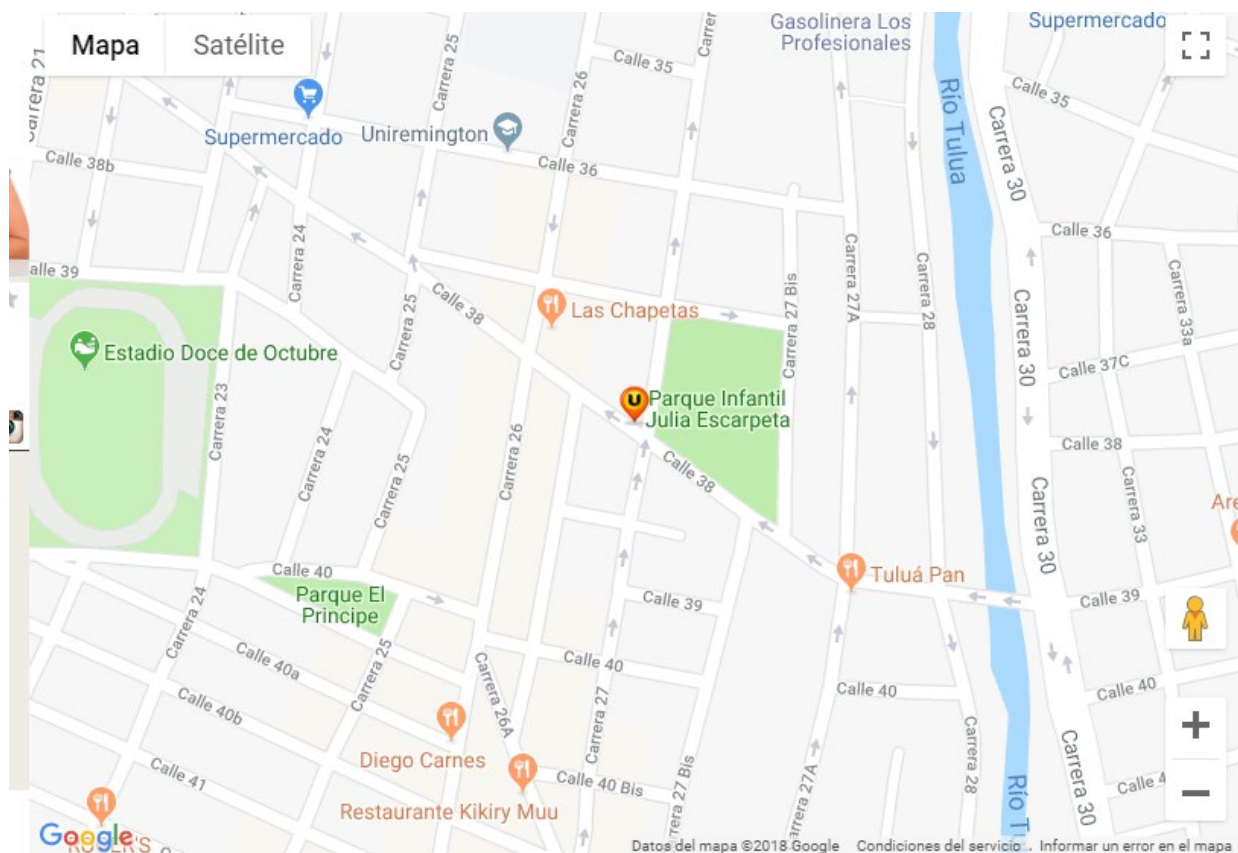 Mapa
Satélite
Gasolinera Los
Profesionales
Supermercado
Carrera 21
Carrera 25
Carrera 26
Calle 35
Río Tulua
Carrera 30
Calle 35
Supermercado
Uniremington
Calle 38b
Calle 36
Carrera 24
Calle 36
Carrera 27 Bis
Carrera 27A
Carrera 28
Calle 39
Carrera 25
Calle 38
Las Chapetas
Carrera 30
Carrera 33a
Estadio Doce de Octubre
Calle 37C
Carrera 23
U
Parque Infantil
Julia Escarpeta
Carrera 24
Carrera 25
Carrera 26
Calle 38
Calle 38
Carrera 30
Carrera 33
Are
Calle 40
Parque El
Principe
Tuluá Pan
Calle 39
Calle 39
Carrera 24
Calle 40a
Carrera 25
Calle 40
Calle 40
Calle 40
Calle 40b
Carrera 26A
Carrera 27
Calle 41
Diego Carnes
Restaurante Kikiry Muu
Calle 40 Bis
Carrera 27 Bis
Carrera 27A
Carrera 28
Río Tu
Carrera 30
Calle 4
Google
Datos del mapa ©2018 Google
Condiciones del servicio
Informar un error en el mapa